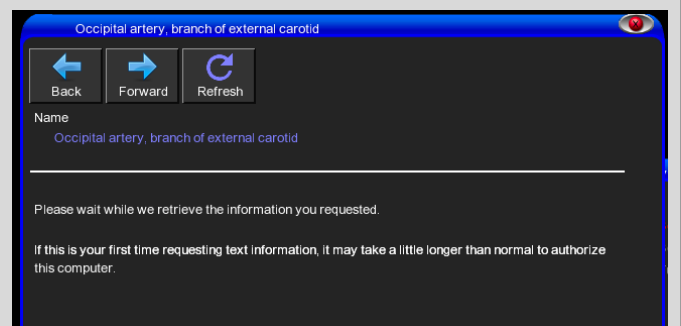 Occipital artery, branch of external carotid
Back Forward Refresh
Name
Occipital artery, branch of external carotid
Please wait while we retrieve the information you requested.
If this is your first time requesting text information, it may take a little longer than normal to authorize
this computer.